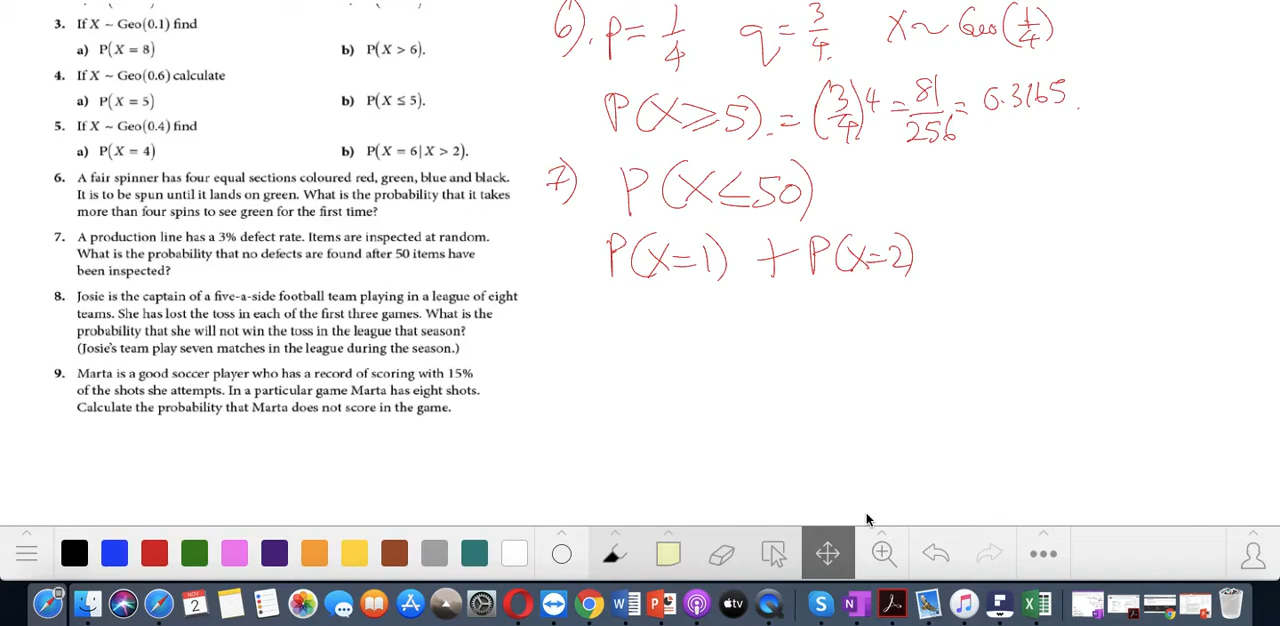 3. If X ~ Geo(0.1) find
a) P(X = 8) b) P(X > 6).
4. If X ~ Geo(0.6) calculate
a) P(X = 5) b) P(X ≤ 5).
5. If X ~ Geo(0.4) find
a) P(X = 4) b) P(X = 6|X > 2).
6. A fair spinner has four equal sections coloured red, green, blue and black.
It is to be spun until it lands on green. What is the probability that it takes
more than four spins to see green for the first time?
7. A production line has a 3% defect rate. Items are inspected at random.
What is the probability that no defects are found after 50 items have
been inspected?
8. Josie is the captain of a five-a-side football team playing in a league of eight
teams. She has lost the toss in each of the first three games. What is the
probability that she will not win the toss in the league that season?
(Josie's team play seven matches in the league during the season.)
9. Marta is a good soccer player who has a record of scoring with 15%
of the shots she attempts. In a particular game Marta has eight shots.
Calculate the probability that Marta does not score in the game.
6). p = 1/4 q = 3/4. X ~ Geo(1/4)
P(X ≥ 5). = (3/4)^4 = 81/256 = 0.3165.
7) P(X ≤ 50)
P(X=1) + P(X=2)
NOV
2
tv
S
W
P
N
X